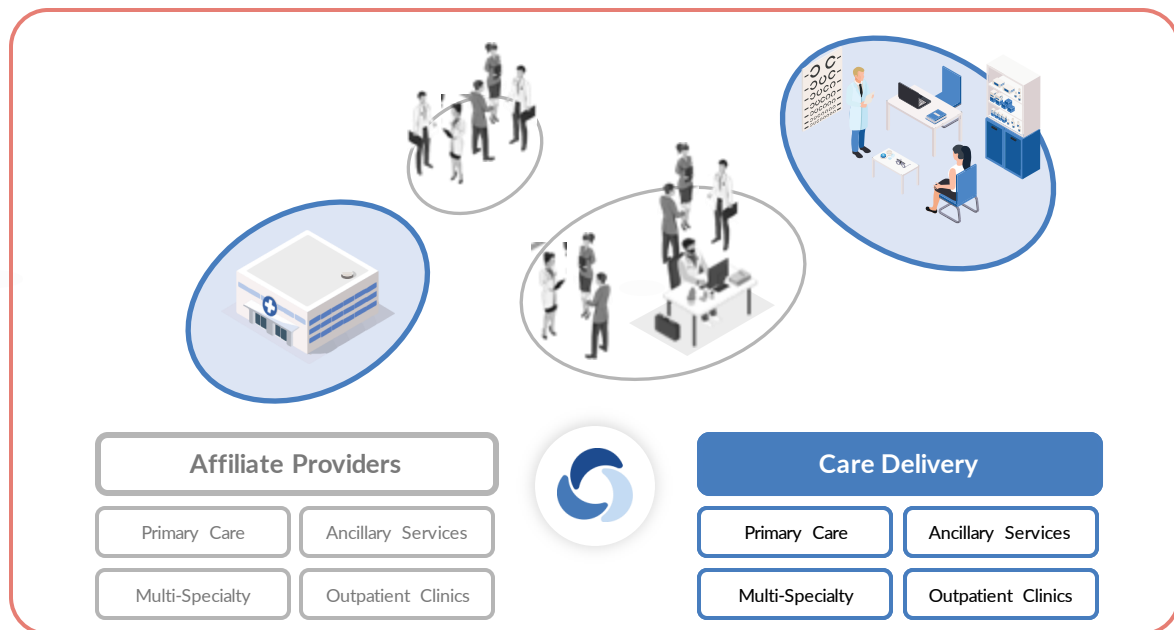 Affiliate Providers
Primary Care
Ancillary Services
Multi-Specialty
Outpatient Clinics
Care Delivery
Primary Care
Ancillary Services
Multi-Specialty
Outpatient Clinics